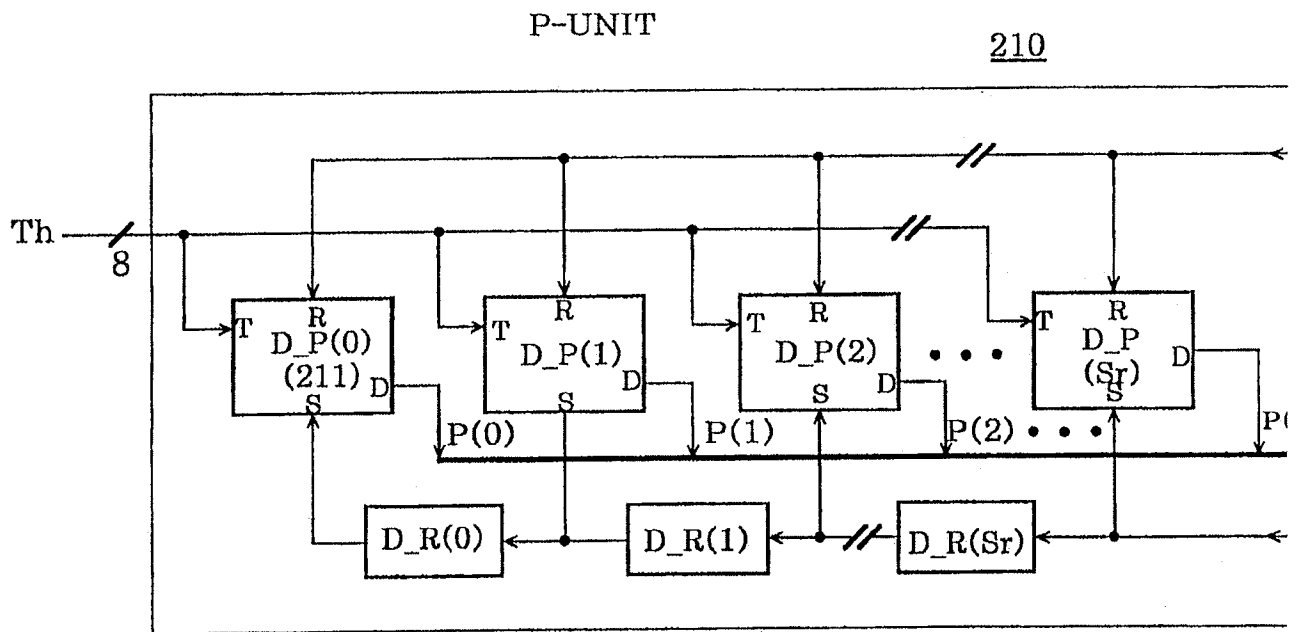 P-UNIT
210
Th
8
T
R
D_P(0)
(211)
D
S
T
R
D_P(1)
D
S
T
R
D_P(2)
D
S
• • •
T
R
D_P
(Sr)
D
S
P(0)
P(1)
P(2)
• • •
P(
D_R(0)
D_R(1)
D_R(Sr)